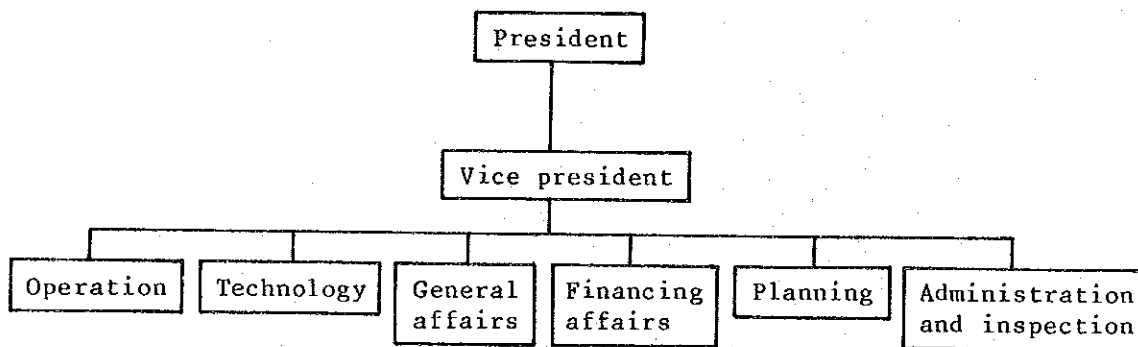 President
Vice president
Operation
Technology
General
affairs
Financing
affairs
Planning
Administration
and inspection